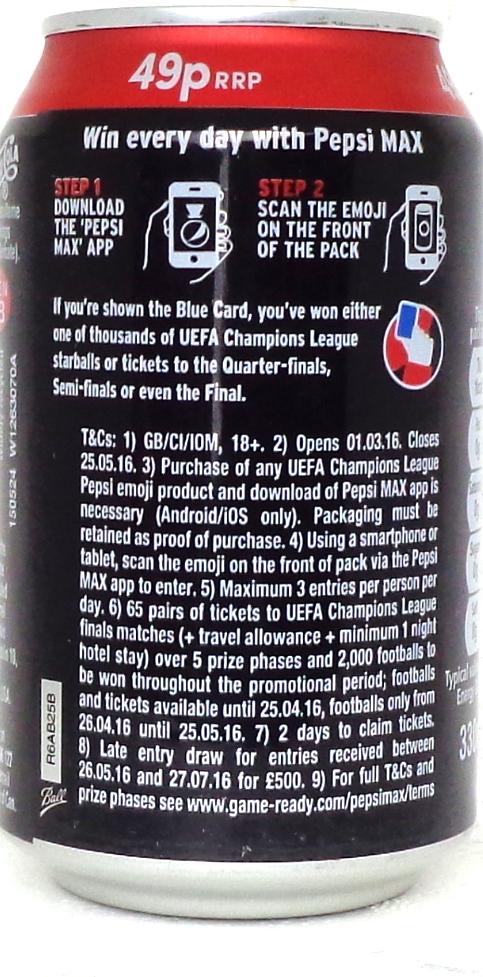 49p RRP
Win every day with Pepsi MAX
STEP 1
DOWNLOAD
THE 'PEPSI
MAX' APP
STEP 2
SCAN THE EMOJI
ON THE FRONT
OF THE PACK
If you're shown the Blue Card, you've won either
one of thousands of UEFA Champions League
starballs or tickets to the Quarter-finals,
Semi-finals or even the Final.
T&Cs: 1) GB/CI/IOM, 18+. 2) Opens 01.03.16. Closes
25.05.16. 3) Purchase of any UEFA Champions League
Pepsi emoji product and download of Pepsi MAX app is
necessary (Android/iOS only). Packaging must be
retained as proof of purchase. 4) Using a smartphone or
tablet, scan the emoji on the front of pack via the Pepsi
MAX app to enter. 5) Maximum 3 entries per person per
day. 6) 65 pairs of tickets to UEFA Champions League
finals matches (+ travel allowance + minimum 1 night
hotel stay) over 5 prize phases and 2,000 footballs to
be won throughout the promotional period; footballs
and tickets available until 25.04.16, footballs only from
26.04.16 until 25.05.16. 7) 2 days to claim tickets.
8) Late entry draw for entries received between
26.05.16 and 27.07.16 for £500. 9) For full T&Cs and
prize phases see www.game-ready.com/pepsimax/terms
150524 W1263070A
R6AB25B
Ball
Typical
Energy
330